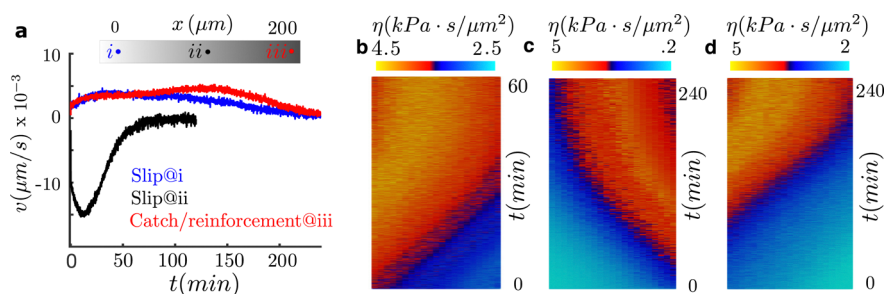 a
0 x (μm) 200
i ii iii
10
0
-10
v(μm/s) x 10⁻³
Slip@i
Slip@ii
Catch/reinforcement@iii
0 50 100 150 200
t(min)
b
η(kPa · s/μm²)
4.5 2.5
60
t(min)
0
c
η(kPa · s/μm²)
5 .2
240
t(min)
0
d
η(kPa · s/μm²)
5 2
240
t(min)
0